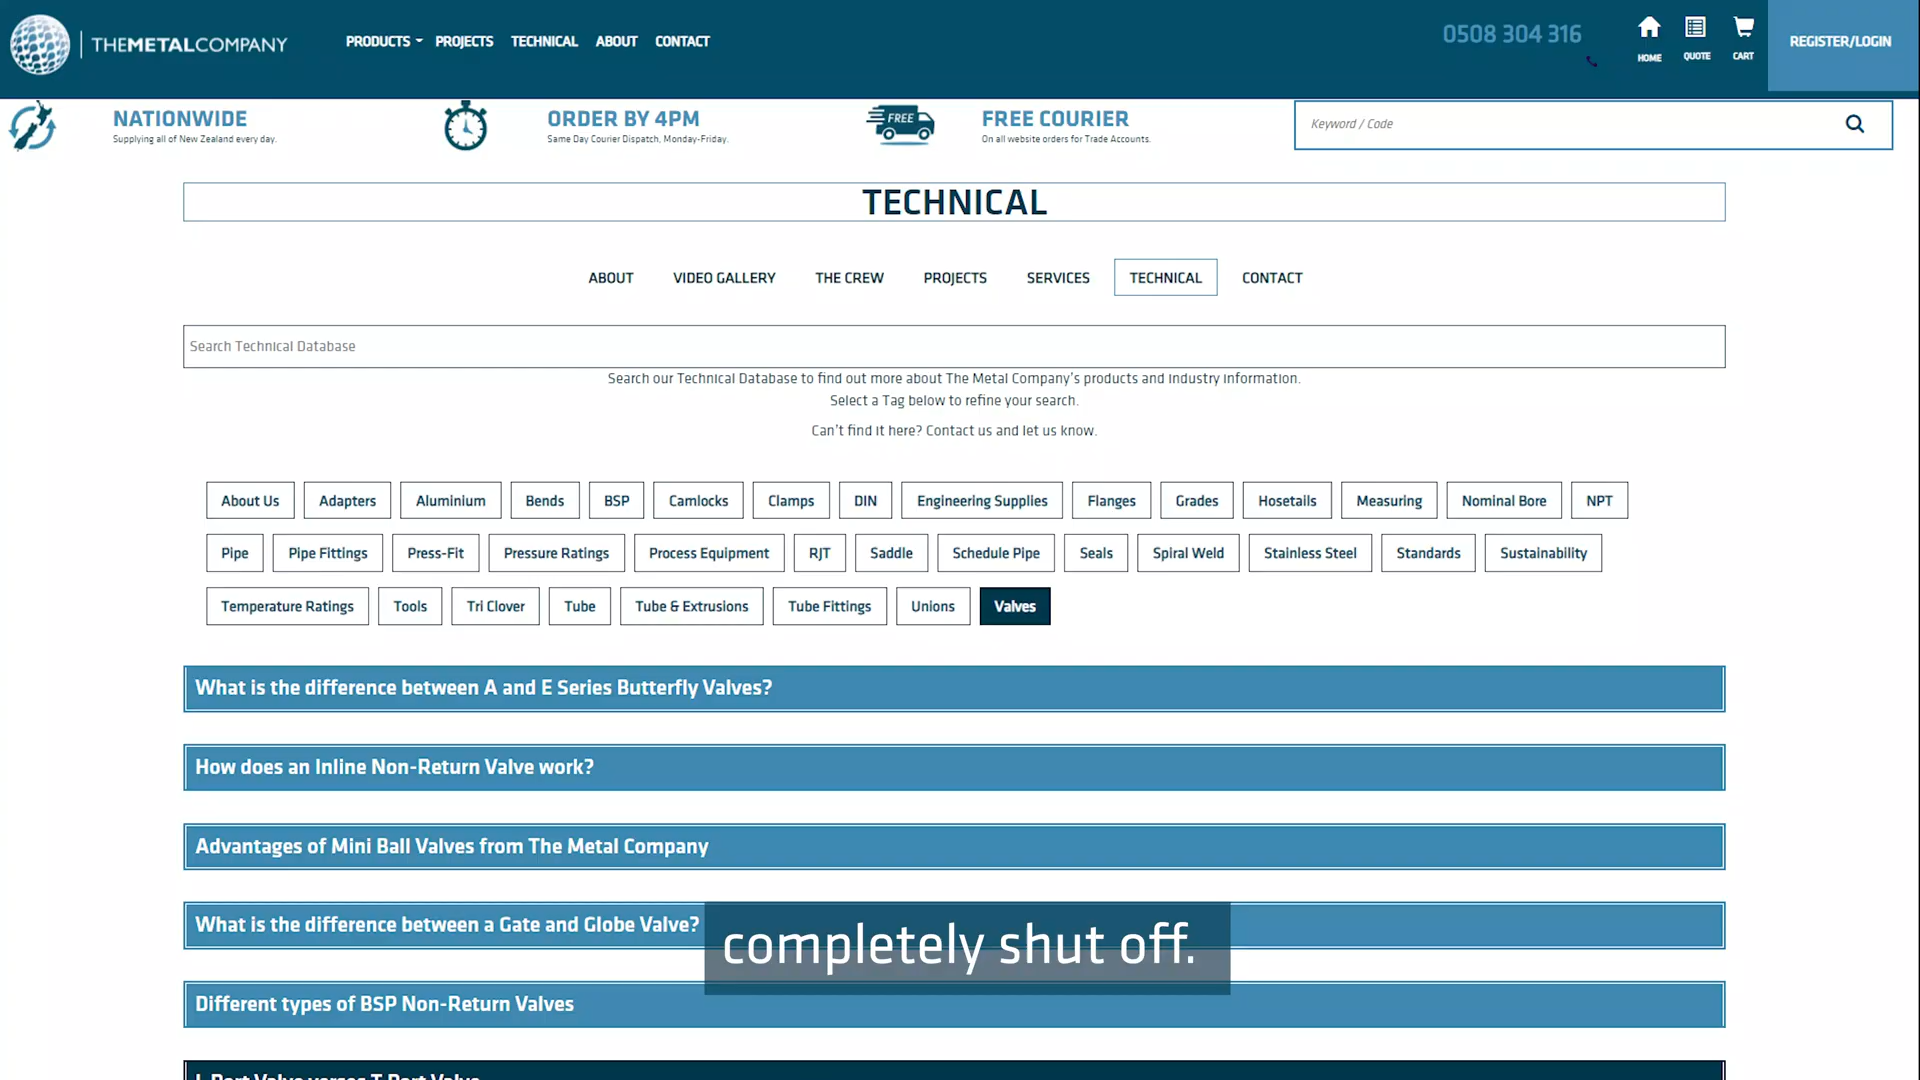 THEMETALCOMPANY
PRODUCTS PROJECTS TECHNICAL ABOUT CONTACT
0508 304 316
HOME QUOTE CART
REGISTER/LOGIN
NATIONWIDE
Supplying all of New Zealand every day.
ORDER BY 4PM
Same Day Courier Dispatch, Monday-Friday.
FREE
FREE COURIER
On all website orders for Trade Accounts.
Keyword / Code
TECHNICAL
ABOUT VIDEO GALLERY THE CREW PROJECTS SERVICES TECHNICAL CONTACT
Search Technical Database
Search our Technical Database to find out more about The Metal Company's products and industry information.
Select a Tag below to refine your search.
Can't find it here? Contact us and let us know.
About Us Adapters Aluminium Bends BSP Camlocks Clamps DIN Engineering Supplies Flanges Grades Hosetails Measuring Nominal Bore NPT
Pipe Pipe Fittings Press-Fit Pressure Ratings Process Equipment RJT Saddle Schedule Pipe Seals Spiral Weld Stainless Steel Standards Sustainability
Temperature Ratings Tools Tri Clover Tube Tube & Extrusions Tube Fittings Unions Valves
What is the difference between A and E Series Butterfly Valves?
How does an Inline Non-Return Valve work?
Advantages of Mini Ball Valves from The Metal Company
What is the difference between a Gate and Globe Valve?
completely shut off.
Different types of BSP Non-Return Valves
L Port Valve verses T Port Valve